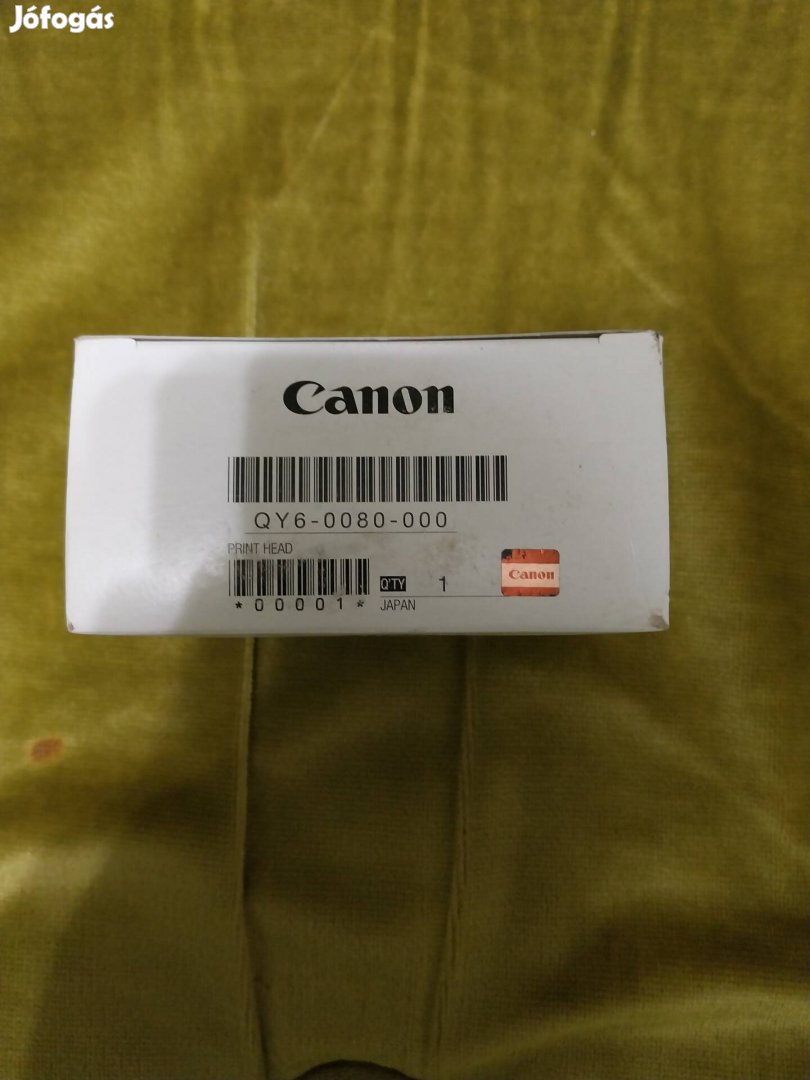 Jófogás
Canon
QY6-0080-000
PRINT HEAD
Q'TY 1
*00001* JAPAN
Canon